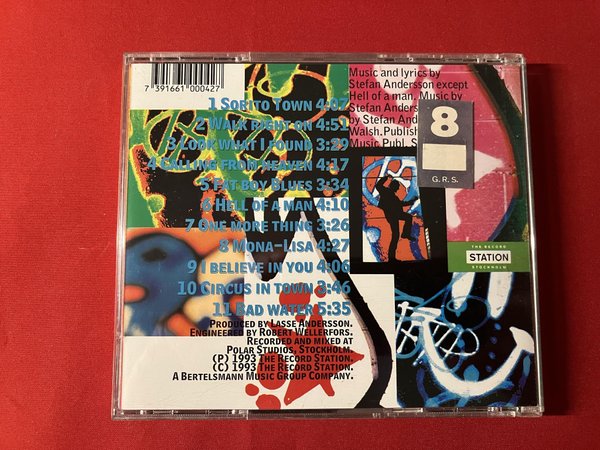 7 391661 000427
1 Sorito Town 4:07
2 Walk right on 4:51
3 Look what I found 3:29
4 Calling from heaven 4:17
5 Fat boy Blues 3:34
6 Hell of a man 4:10
7 One more thing 3:26
8 Mona-Lisa 4:27
9 I believe in you 4:06
10 Circus in town 3:46
11 Bad water 5:35
Produced by Lasse Andersson.
Engineered by Robert Wellerfors.
Recorded and mixed at
Polar Studios, Stockholm.
(P) 1993 The Record Station.
(C) 1993 The Record Station.
A Bertelsmann Music Group Company.
Music and lyrics by
Stefan Andersson except
Hell of a man. Music by
Stefan Ander
by Stefan And
Walsh. Publish
Music Publ. S
8
G.R.S.
THE RECORD
STATION
STOCKHOLM